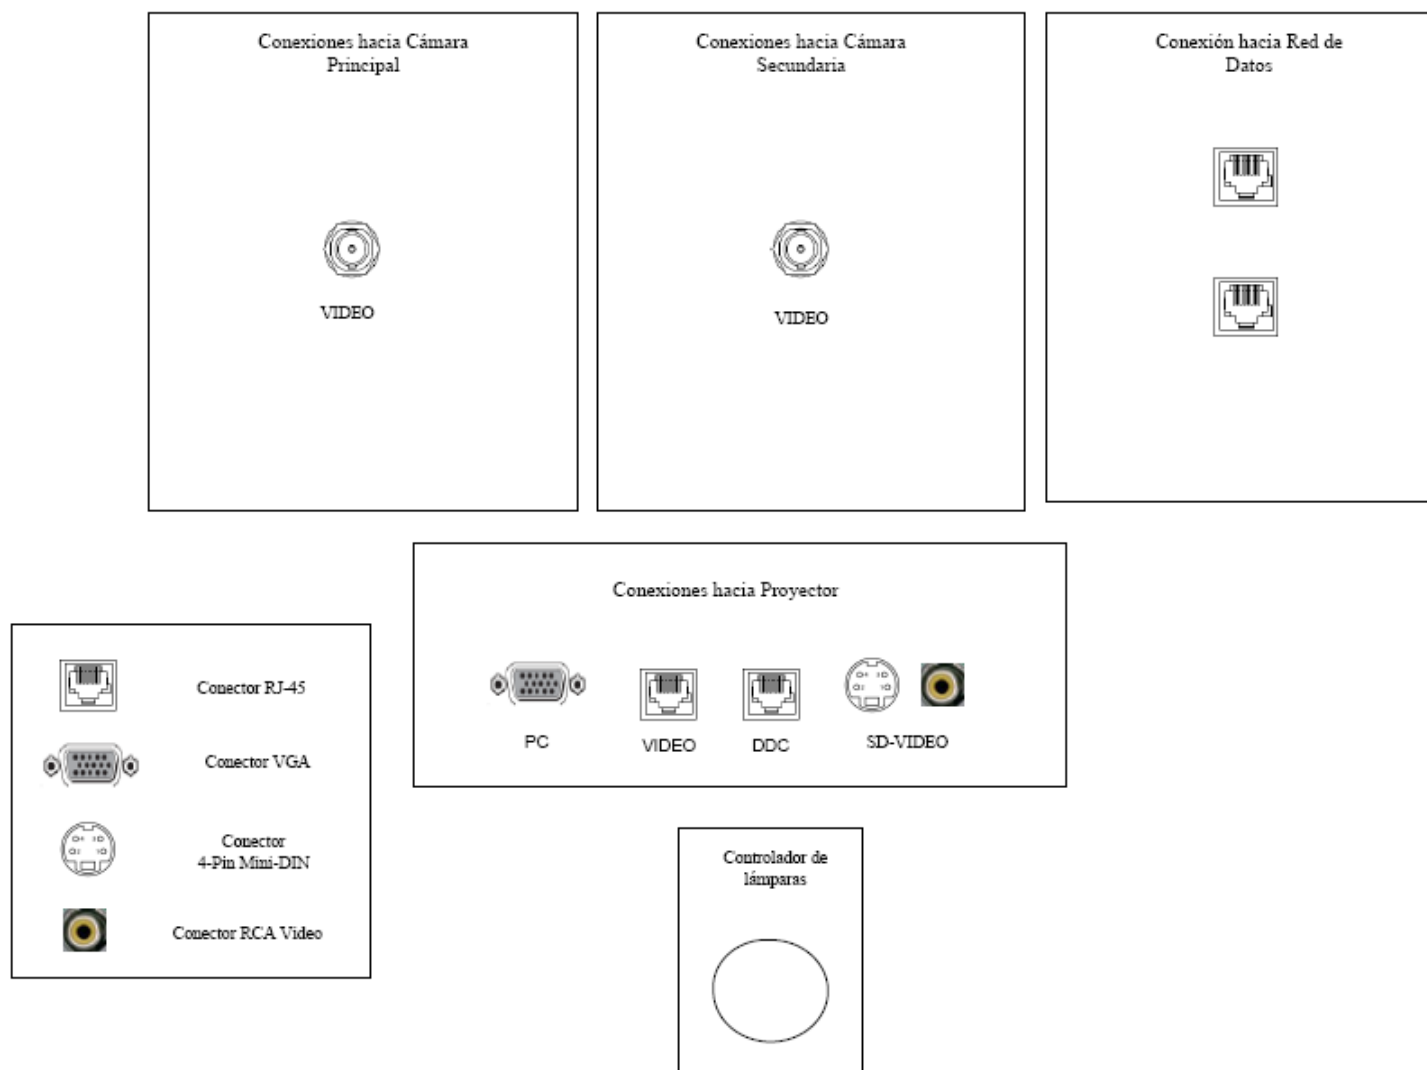 Conexiones hacia Cámara
Principal
VIDEO
Conexiones hacia Cámara
Secundaria
VIDEO
Conexión hacia Red de
Datos
Conexiones hacia Proyector
PC
VIDEO
DDC
SD-VIDEO
Conector RJ-45
Conector VGA
Conector
4-Pin Mini-DIN
Conector RCA Video
Controlador de
lámparas